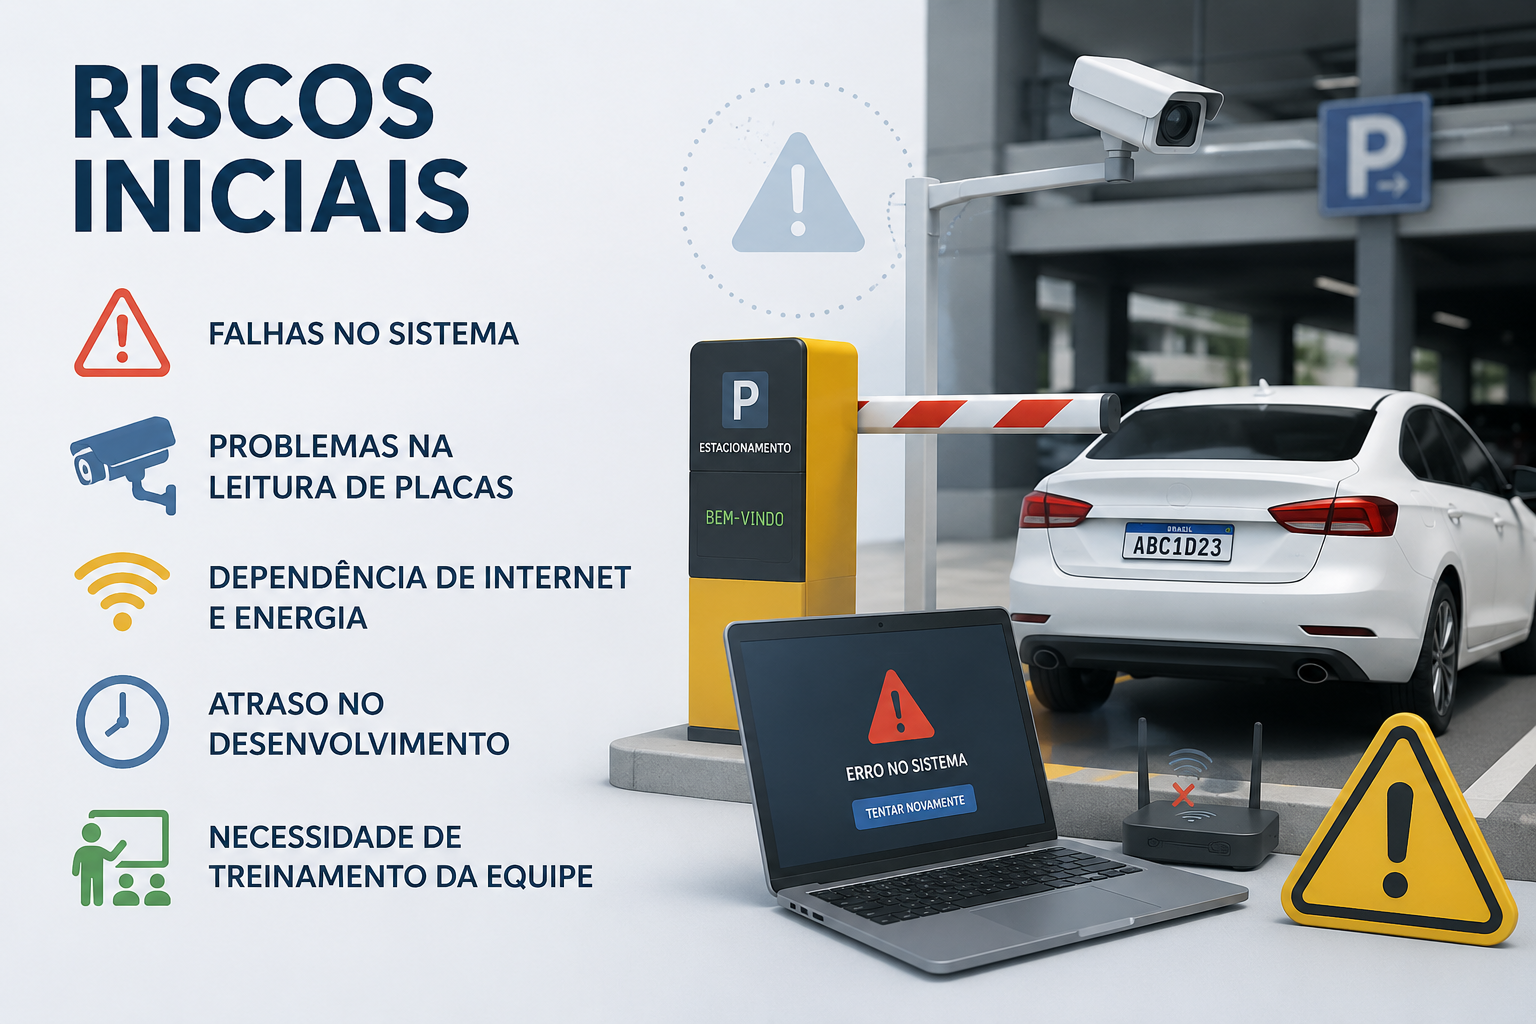 RISCOS
INICIAIS
FALHAS NO SISTEMA
PROBLEMAS NA
LEITURA DE PLACAS
DEPENDÊNCIA DE INTERNET
E ENERGIA
ATRASO NO
DESENVOLVIMENTO
NECESSIDADE DE
TREINAMENTO DA EQUIPE
P
P
ESTACIONAMENTO
BEM-VINDO
BRASIL
ABC1D23
ERRO NO SISTEMA
TENTAR NOVAMENTE